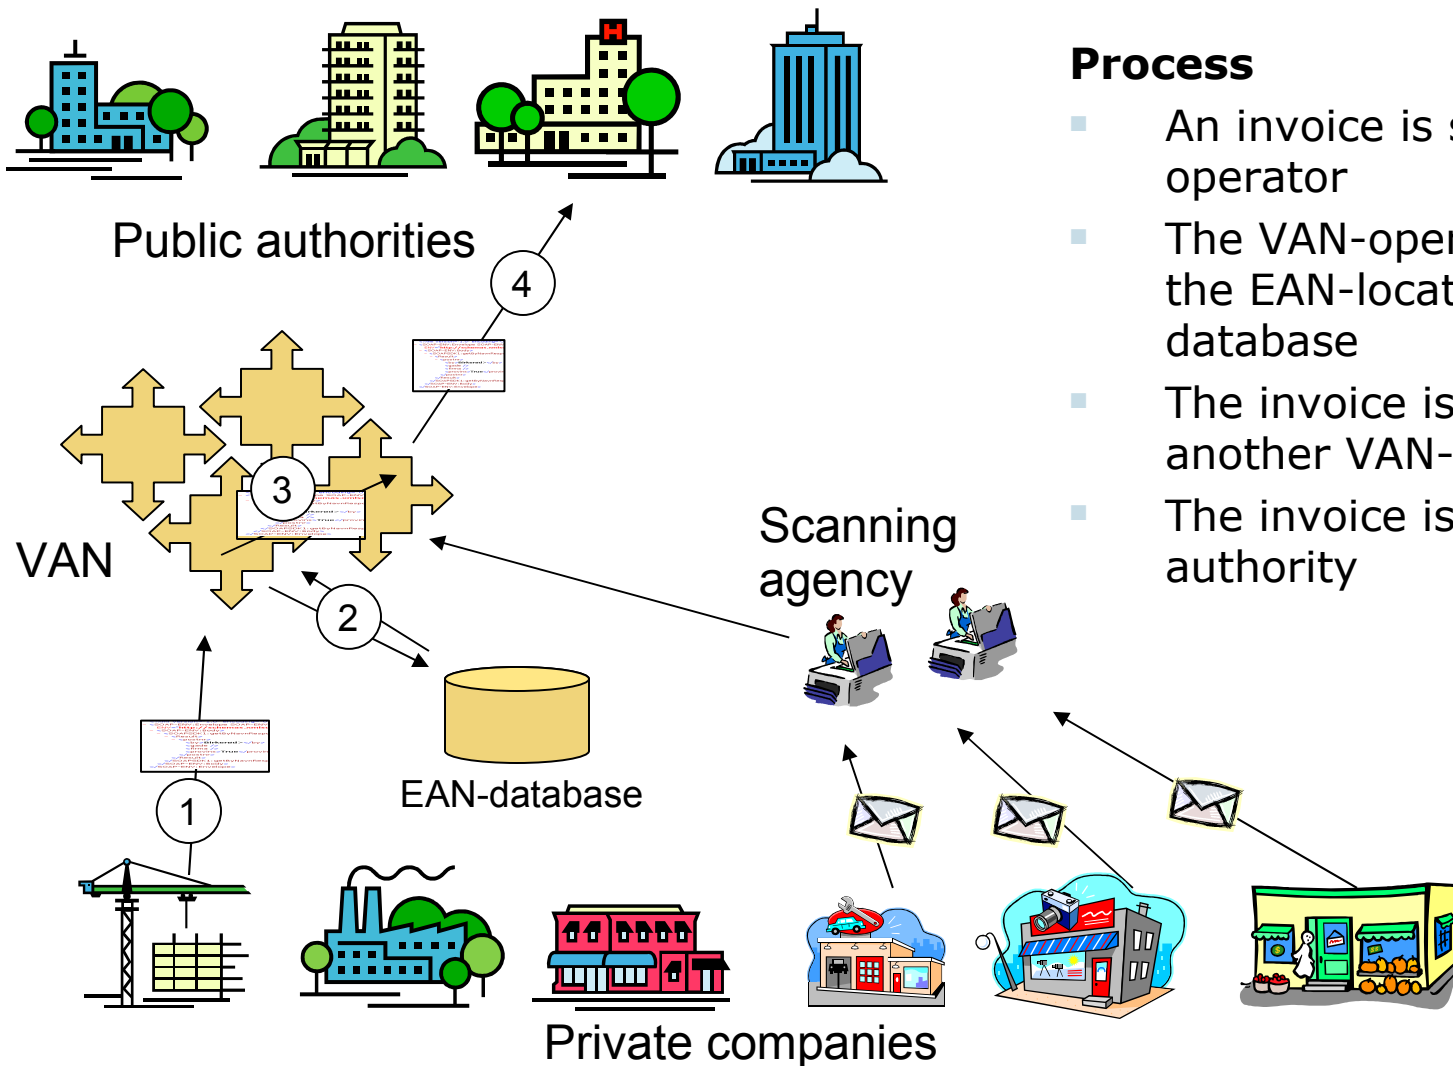 Public authorities
4
3
VAN
2
1
EAN-database
Scanning
agency
Private companies
H
Process
An invoice is
operator
The VAN-oper
the EAN-locat
database
The invoice is
another VAN-
The invoice is
authority